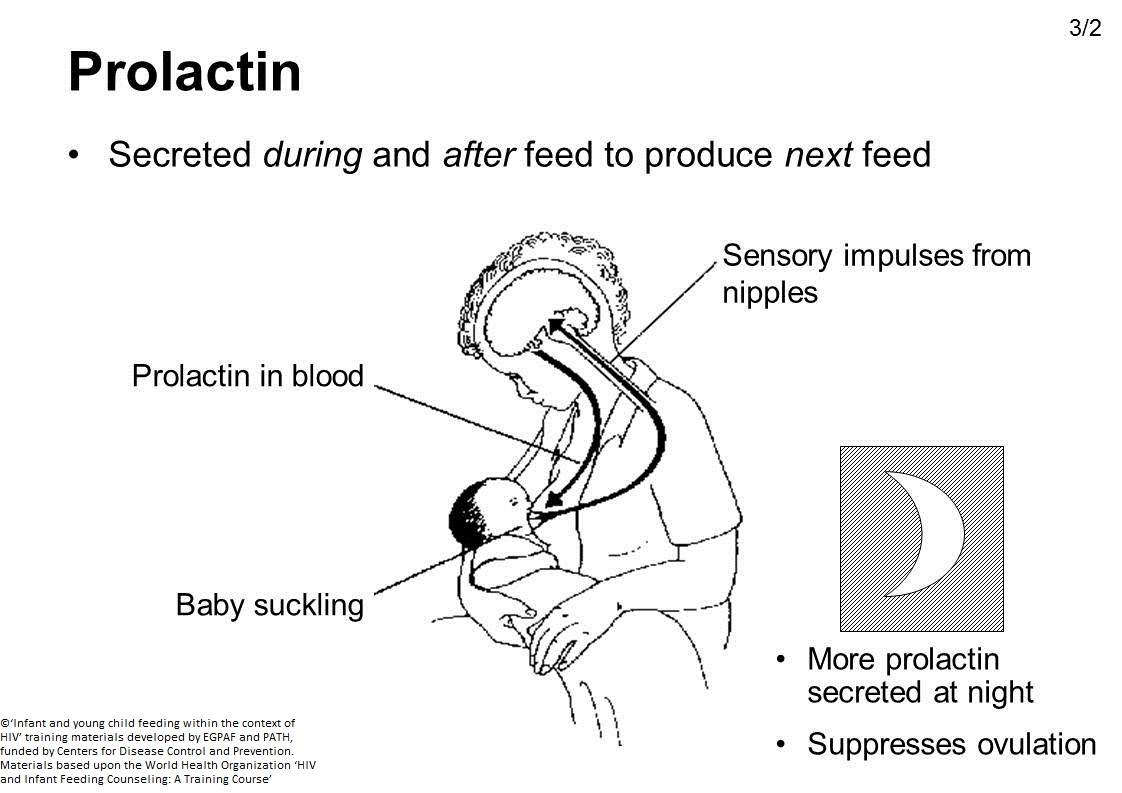 3/2
Prolactin
• Secreted during and after feed to produce next feed
Sensory impulses from
nipples
Prolactin in blood
Baby suckling
• More prolactin
secreted at night
• Suppresses ovulation
©‘Infant and young child feeding within the context of
HIV’ training materials developed by EGPAF and PATH,
funded by Centers for Disease Control and Prevention.
Materials based upon the World Health Organization ‘HIV
and Infant Feeding Counseling: A Training Course’